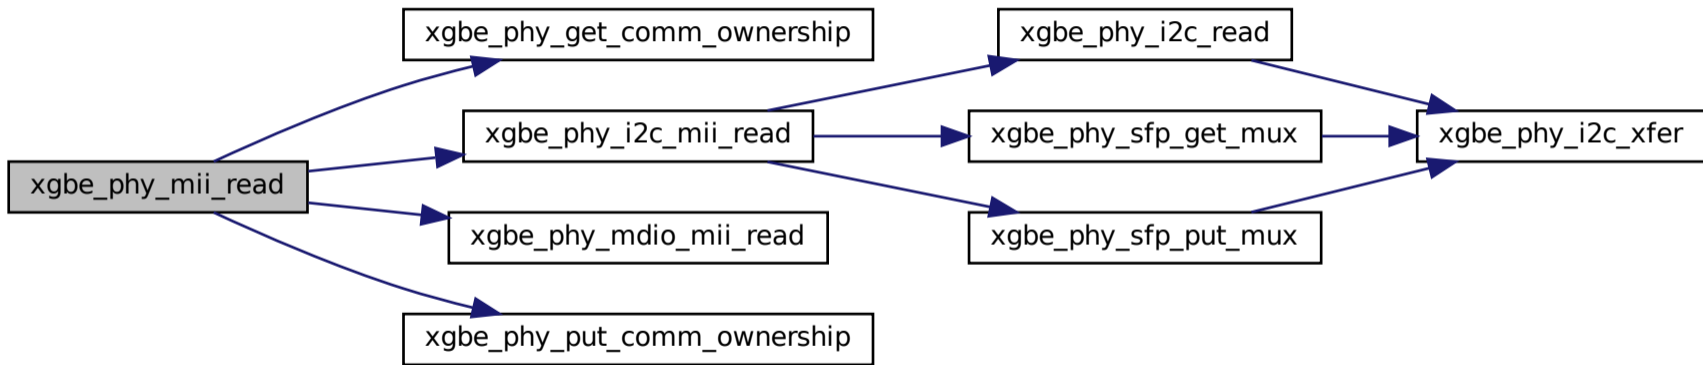 xgbe_phy_mii_read
xgbe_phy_get_comm_ownership
xgbe_phy_i2c_mii_read
xgbe_phy_mdio_mii_read
xgbe_phy_put_comm_ownership
xgbe_phy_i2c_read
xgbe_phy_sfp_get_mux
xgbe_phy_sfp_put_mux
xgbe_phy_i2c_xfer